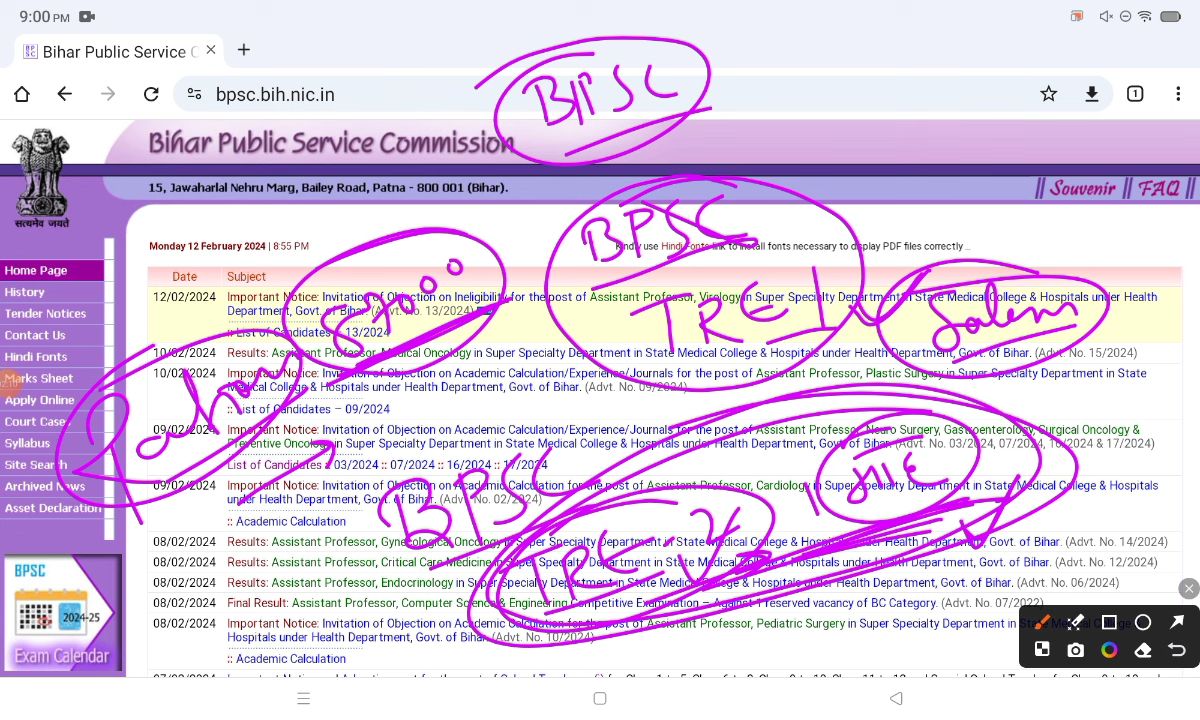 9:00 PM
Bihar Public Service C
bpsc.bih.nic.in
1
BPSC
Bihar Public Service Commission
15, Jawaharlal Nehru Marg, Bailey Road, Patna - 800 001 (Bihar).
|| Souvenir || FAQ ||
सत्यमेव जयते
Monday 12 February 2024 | 8:55 PM
Kindly use Hindi Fonts link to install fonts necessary to display PDF files correctly ...
BPSC
TRE 1
Home Page
History
Tender Notices
Contact Us
Hindi Fonts
Marks Sheet
Apply Online
Court Case
Syllabus
Site Search
Archived News
Asset Declaration
Date Subject
12/02/2024 Important Notice: Invitation of Objection on Ineligibility for the post of Assistant Professor, Virology in Super Specialty Department in State Medical College & Hospitals under Health
Department, Govt. of Bihar. (Advt. No. 13/2024)
:: List of Candidates – 13/2024
10/02/2024 Results: Assistant Professor, Medical Oncology in Super Specialty Department in State Medical College & Hospitals under Health Department, Govt. of Bihar. (Advt. No. 15/2024)
10/02/2024 Important Notice: Invitation of Objection on Academic Calculation/Experience/Journals for the post of Assistant Professor, Plastic Surgery in Super Specialty Department in State
Medical College & Hospitals under Health Department, Govt. of Bihar. (Advt. No. 09/2024)
:: List of Candidates – 09/2024
09/02/2024 Important Notice: Invitation of Objection on Academic Calculation/Experience/Journals for the post of Assistant Professor, Neuro Surgery, Gastroenterology, Surgical Oncology &
Preventive Oncology in Super Specialty Department in State Medical College & Hospitals under Health Department, Govt. of Bihar. (Advt. No. 03/2024, 07/2024, 16/2024 & 17/2024)
List of Candidates :: 03/2024 :: 07/2024 :: 16/2024 :: 17/2024
09/02/2024 Important Notice: Invitation of Objection on Academic Calculation for the post of Assistant Professor, Cardiology in Super Specialty Department in State Medical College & Hospitals
under Health Department, Govt. of Bihar. (Advt. No. 02/2024)
:: Academic Calculation
BPSC
TRE 2
08/02/2024 Results: Assistant Professor, Gynecological Oncology in Super Specialty Department in State Medical College & Hospitals under Health Department, Govt. of Bihar. (Advt. No. 14/2024)
08/02/2024 Results: Assistant Professor, Critical Care Medicine in Super Specialty Department in State Medical College & Hospitals under Health Department, Govt. of Bihar. (Advt. No. 12/2024)
08/02/2024 Results: Assistant Professor, Endocrinology in Super Specialty Department in State Medical College & Hospitals under Health Department, Govt. of Bihar. (Advt. No. 06/2024)
08/02/2024 Final Result: Assistant Professor, Computer Science & Engineering Competitive Examination – Against 1 reserved vacancy of BC Category. (Advt. No. 07/2022)
08/02/2024 Important Notice: Invitation of Objection on Academic Calculation for the post of Assistant Professor, Pediatric Surgery in Super Specialty Department in State Medical College &
Hospitals under Health Department, Govt. of Bihar. (Advt. No. 10/2024)
:: Academic Calculation
BPSC
2024-25
Exam Calendar